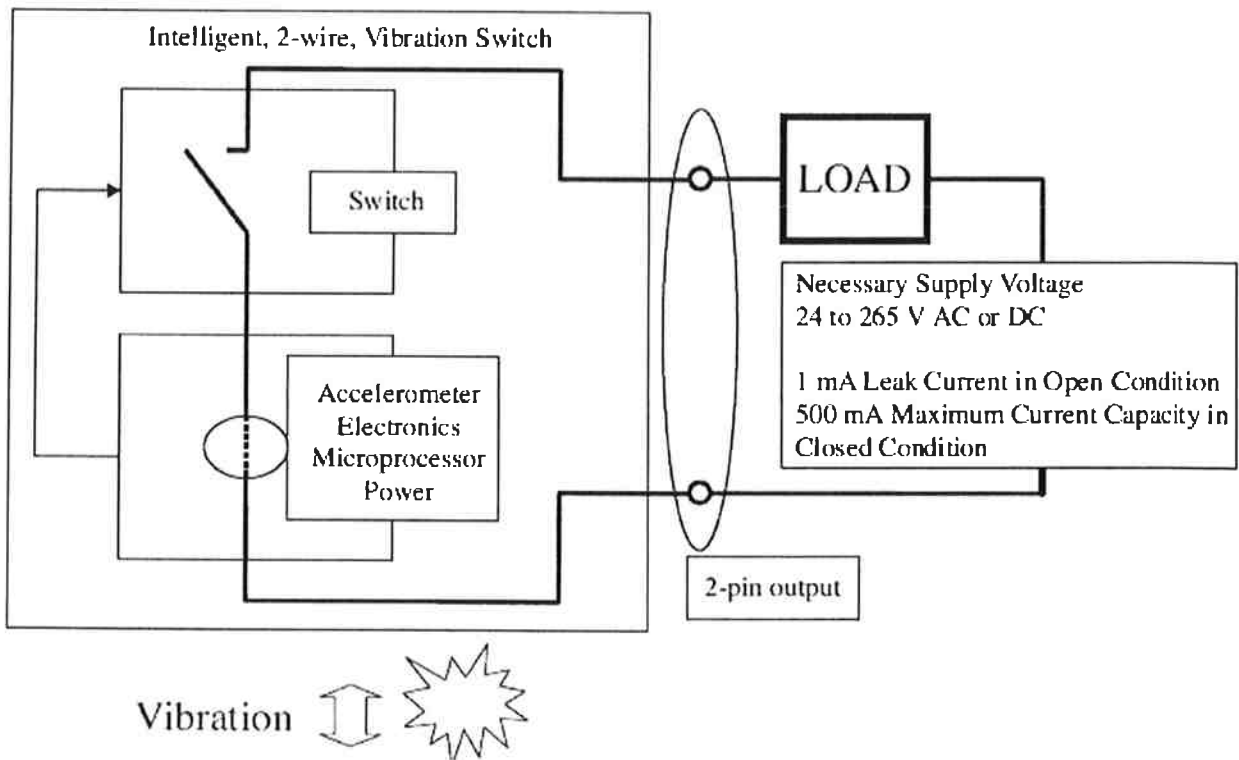 Intelligent, 2-wire, Vibration Switch
Switch
LOAD
Necessary Supply Voltage
24 to 265 V AC or DC
1 mA Leak Current in Open Condition
500 mA Maximum Current Capacity in
Closed Condition
Accelerometer
Electronics
Microprocessor
Power
2-pin output
Vibration